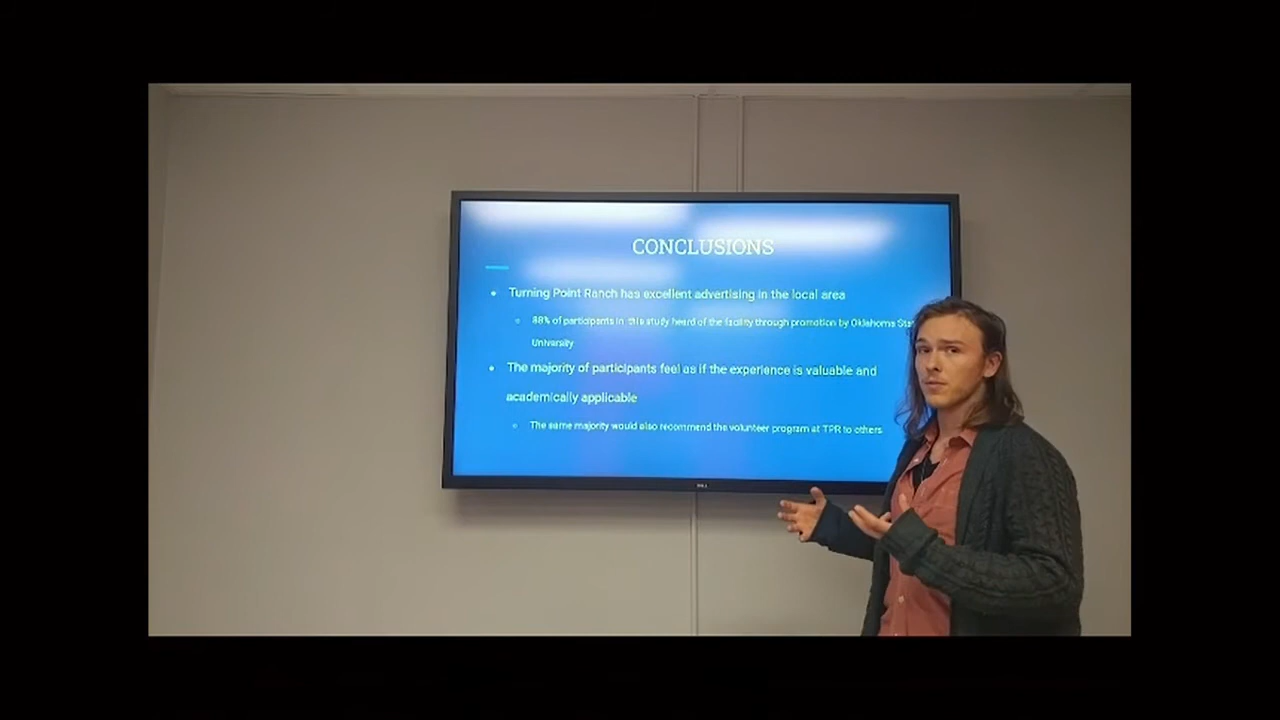 CONCLUSIONS
Turning Point Ranch has excellent advertising in the local area
88% of participants in this study heard of the facility through promotion by Oklahoma Sta
University
The majority of participants feel as if the experience is valuable and
academically applicable
The same majority would also recommend the volunteer program at TPR to others
DELL